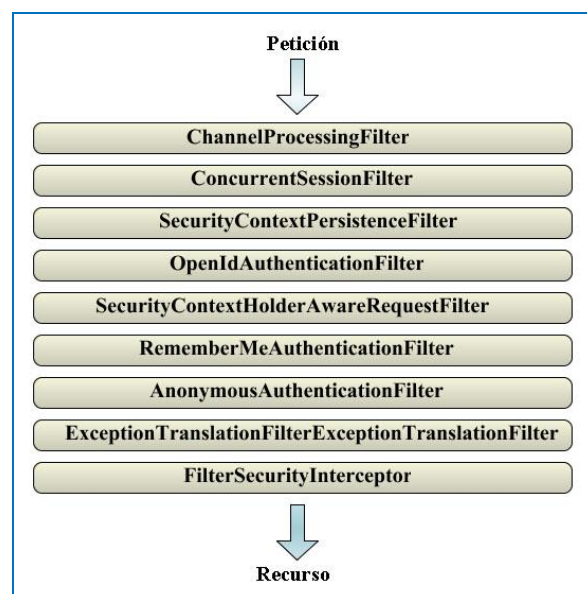 Petición
ChannelProcessingFilter
ConcurrentSessionFilter
SecurityContextPersistenceFilter
OpenIdAuthenticationFilter
SecurityContextHolderAwareRequestFilter
RememberMeAuthenticationFilter
AnonymousAuthenticationFilter
ExceptionTranslationFilterExceptionTranslationFilter
FilterSecurityInterceptor
Recurso